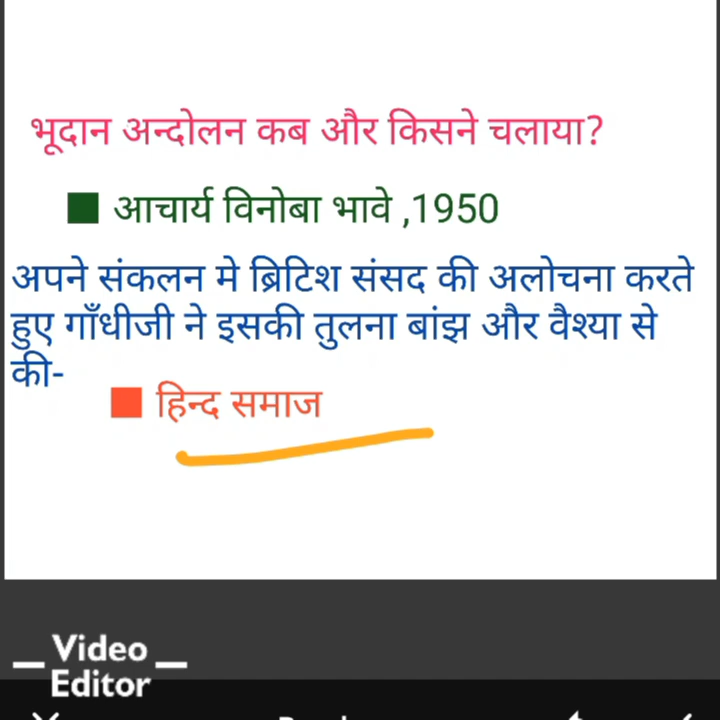 भूदान अन्दोलन कब और किसने चलाया?
आचार्य विनोबा भावे ,1950
अपने संकलन मे ब्रिटिश संसद की अलोचना करते
हुए गाँधीजी ने इसकी तुलना बांझ और वैश्या से
की-
हिन्द समाज
Video
Editor